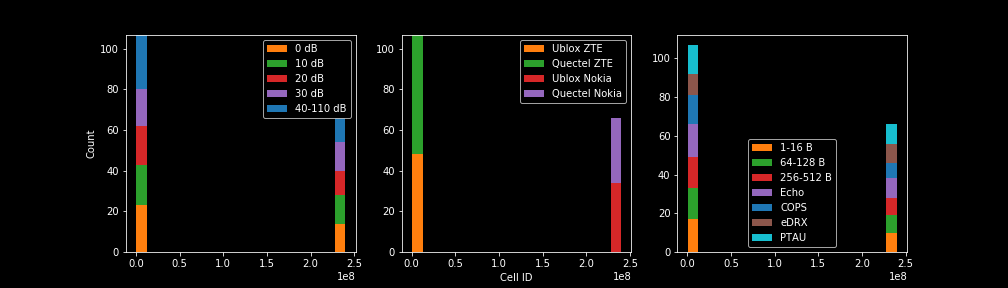 Count
100
80
60
40
20
0
0 dB
10 dB
20 dB
30 dB
40-110 dB
0.0 0.5 1.0 1.5 2.0 2.5
1e8
100
80
60
40
20
0
Ublox ZTE
Quectel ZTE
Ublox Nokia
Quectel Nokia
0.0 0.5 1.0 1.5 2.0 2.5
1e8
Cell ID
100
80
60
40
20
0
1-16 B
64-128 B
256-512 B
Echo
COPS
eDRX
PTAU
0.0 0.5 1.0 1.5 2.0 2.5
1e8